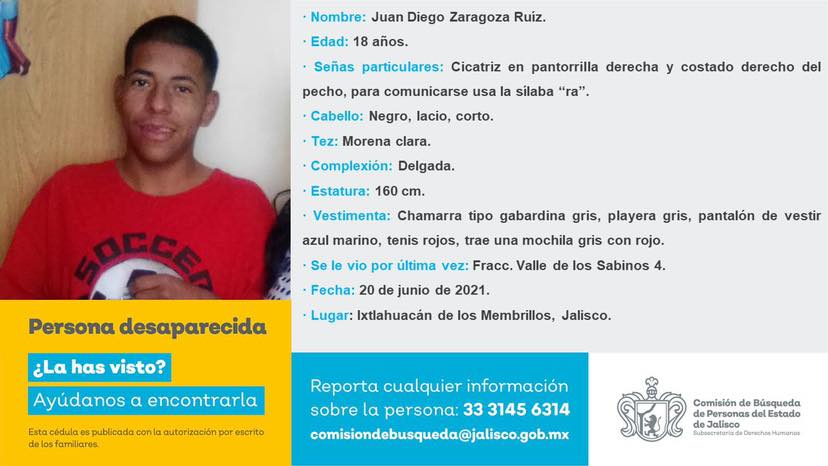 · Nombre: Juan Diego Zaragoza Ruíz.
· Edad: 18 años.
· Señas particulares: Cicatriz en pantorrilla derecha y costado derecho del
pecho, para comunicarse usa la silaba “ra”.
· Cabello: Negro, lacio, corto.
· Tez: Morena clara.
· Complexión: Delgada.
· Estatura: 160 cm.
· Vestimenta: Chamarra tipo gabardina gris, playera gris, pantalón de vestir
azul marino, tenis rojos, trae una mochila gris con rojo.
· Se le vio por última vez: Fracc. Valle de los Sabinos 4.
· Fecha: 20 de junio de 2021.
· Lugar: Ixtlahuacán de los Membrillos, Jalisco.
SOCCER
Persona desaparecida
¿La has visto?
Ayúdanos a encontrarla
Esta cédula es publicada con la autorización por escrito
de los familiares.
Reporta cualquier información
sobre la persona: 33 3145 6314
comisiondebusqueda@jalisco.gob.mx
Comisión de Búsqueda
de Personas del Estado
de Jalisco
Subsecretaría de Derechos Humanos